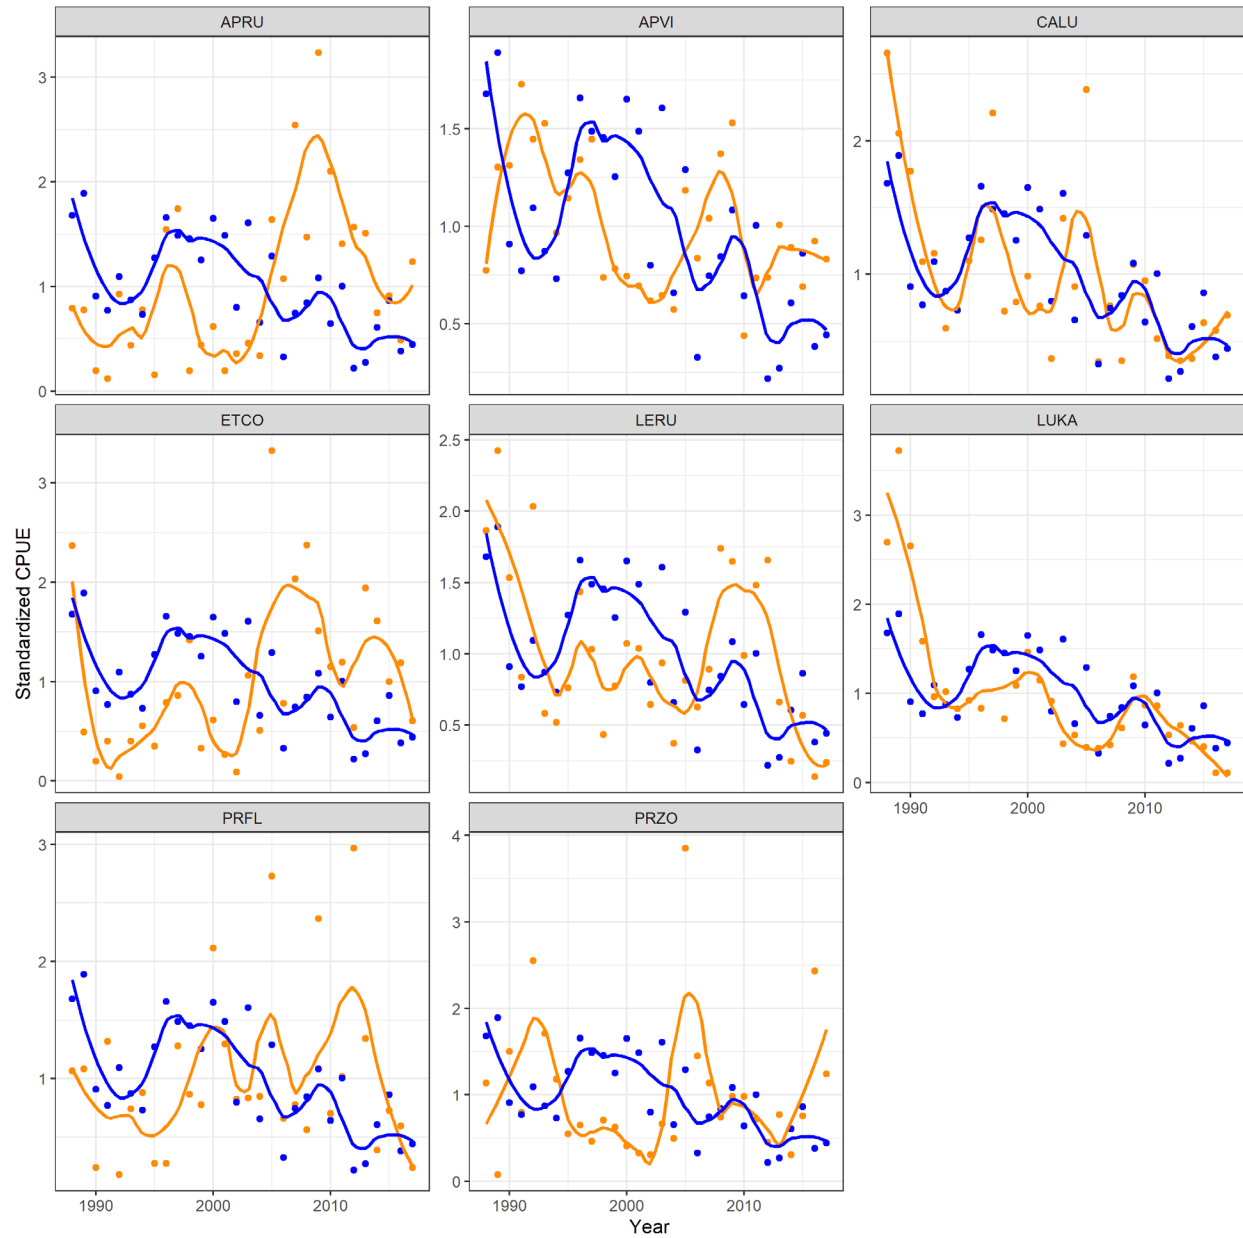 APRU APVI CALU
3 1.5 2
2 1.0 1
1 0.5
0
ETCO LERU LUKA
3 2.5 3
2 2.0 2
1 1.5 1
0 1.0 0
0.5
1990 2000 2010
Standardized CPUE
PRFL PRZO
3 4
2 3
1 2
1
0
1990 2000 2010 1990 2000 2010
Year